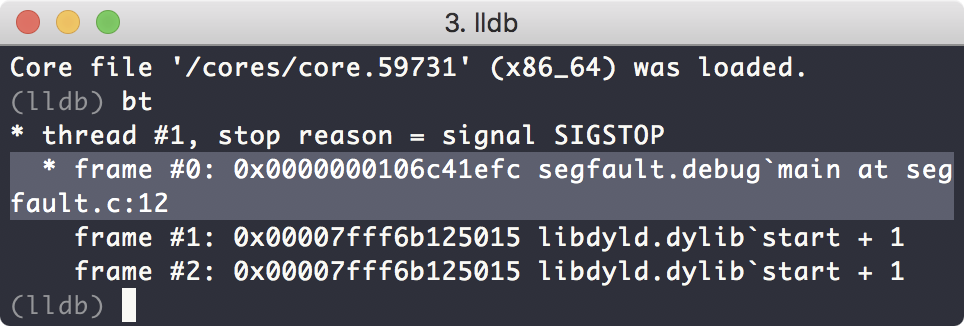 3. lldb
Core file '/cores/core.59731' (x86_64) was loaded.
(lldb) bt
* thread #1, stop reason = signal SIGSTOP
  * frame #0: 0x0000000106c41efc segfault.debug`main at seg
fault.c:12
    frame #1: 0x00007fff6b125015 libdyld.dylib`start + 1
    frame #2: 0x00007fff6b125015 libdyld.dylib`start + 1
(lldb)